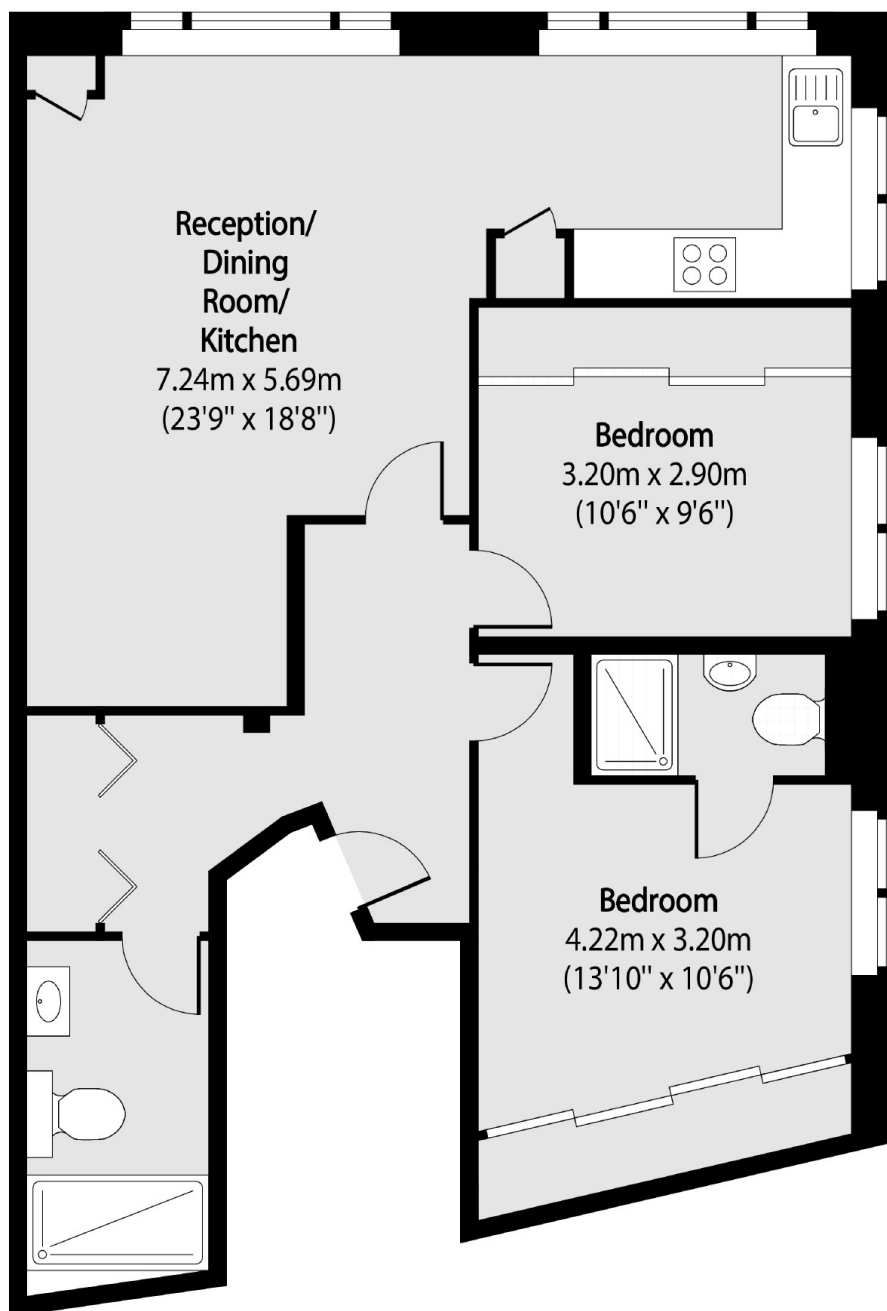 Reception/
Dining
Room/
Kitchen
7.24m x 5.69m
(23'9" x 18'8")
Bedroom
3.20m x 2.90m
(10'6" x 9'6")
Bedroom
4.22m x 3.20m
(13'10" x 10'6")